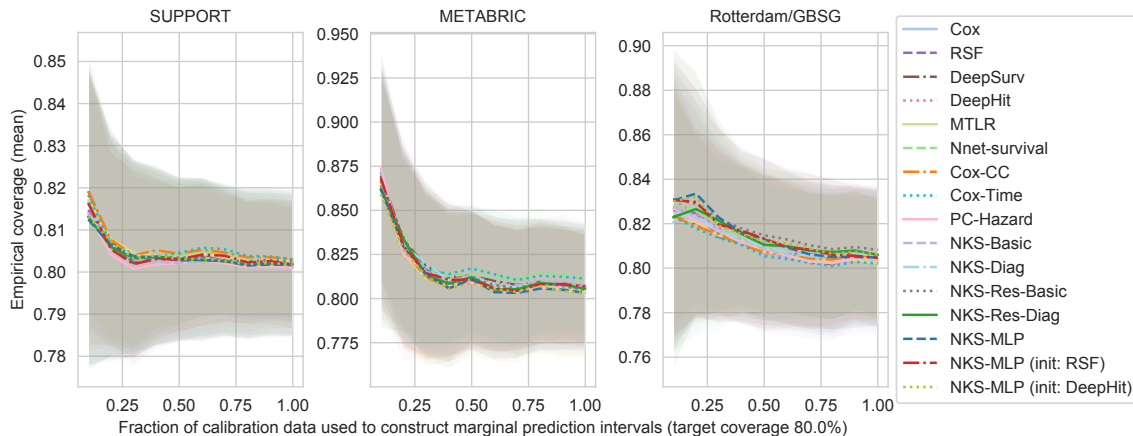 SUPPORT
METABRIC
Rotterdam/GBSG
Empirical coverage (mean)
0.85
0.84
0.83
0.82
0.81
0.80
0.79
0.78
0.950
0.925
0.900
0.875
0.850
0.825
0.800
0.775
0.90
0.88
0.86
0.84
0.82
0.80
0.78
0.76
0.25 0.50 0.75 1.00
0.25 0.50 0.75 1.00
0.25 0.50 0.75 1.00
Fraction of calibration data used to construct marginal prediction intervals (target coverage 80.0%)
Cox
RSF
DeepSurv
DeepHit
MTLR
Nnet-survival
Cox-CC
Cox-Time
PC-Hazard
NKS-Basic
NKS-Diag
NKS-Res-Basic
NKS-Res-Diag
NKS-MLP
NKS-MLP (init: RSF)
NKS-MLP (init: DeepHit)